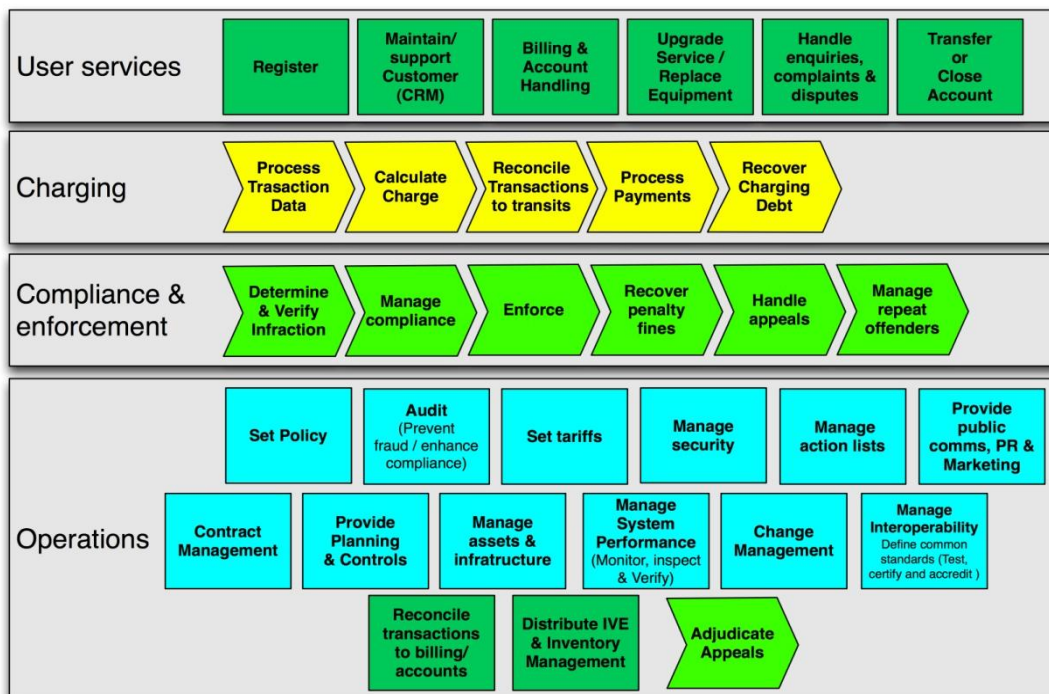 User services
Register
Maintain/
support
Customer
(CRM)
Billing &
Account
Handling
Upgrade
Service /
Replace
Equipment
Handle
enquiries,
complaints &
disputes
Transfer
or
Close
Account
Charging
Process
Trasaction
Data
Calculate
Charge
Reconcile
Transactions
to transits
Process
Payments
Recover
Charging
Debt
Compliance &
enforcement
Determine
& Verify
Infraction
Manage
compliance
Enforce
Recover
penalty
fines
Handle
appeals
Manage
repeat
offenders
Operations
Set Policy
Audit
(Prevent
fraud / enhance
compliance)
Set tariffs
Manage
security
Manage
action lists
Provide
public
comms, PR &
Marketing
Contract
Management
Provide
Planning
& Controls
Manage
assets &
infratructure
Manage
System
Performance
(Monitor, inspect
& Verify)
Change
Management
Manage
Interoperability
Define common
standards (Test,
certify and accredit )
Reconcile
transactions
to billing/
accounts
Distribute IVE
& Inventory
Management
Adjudicate
Appeals